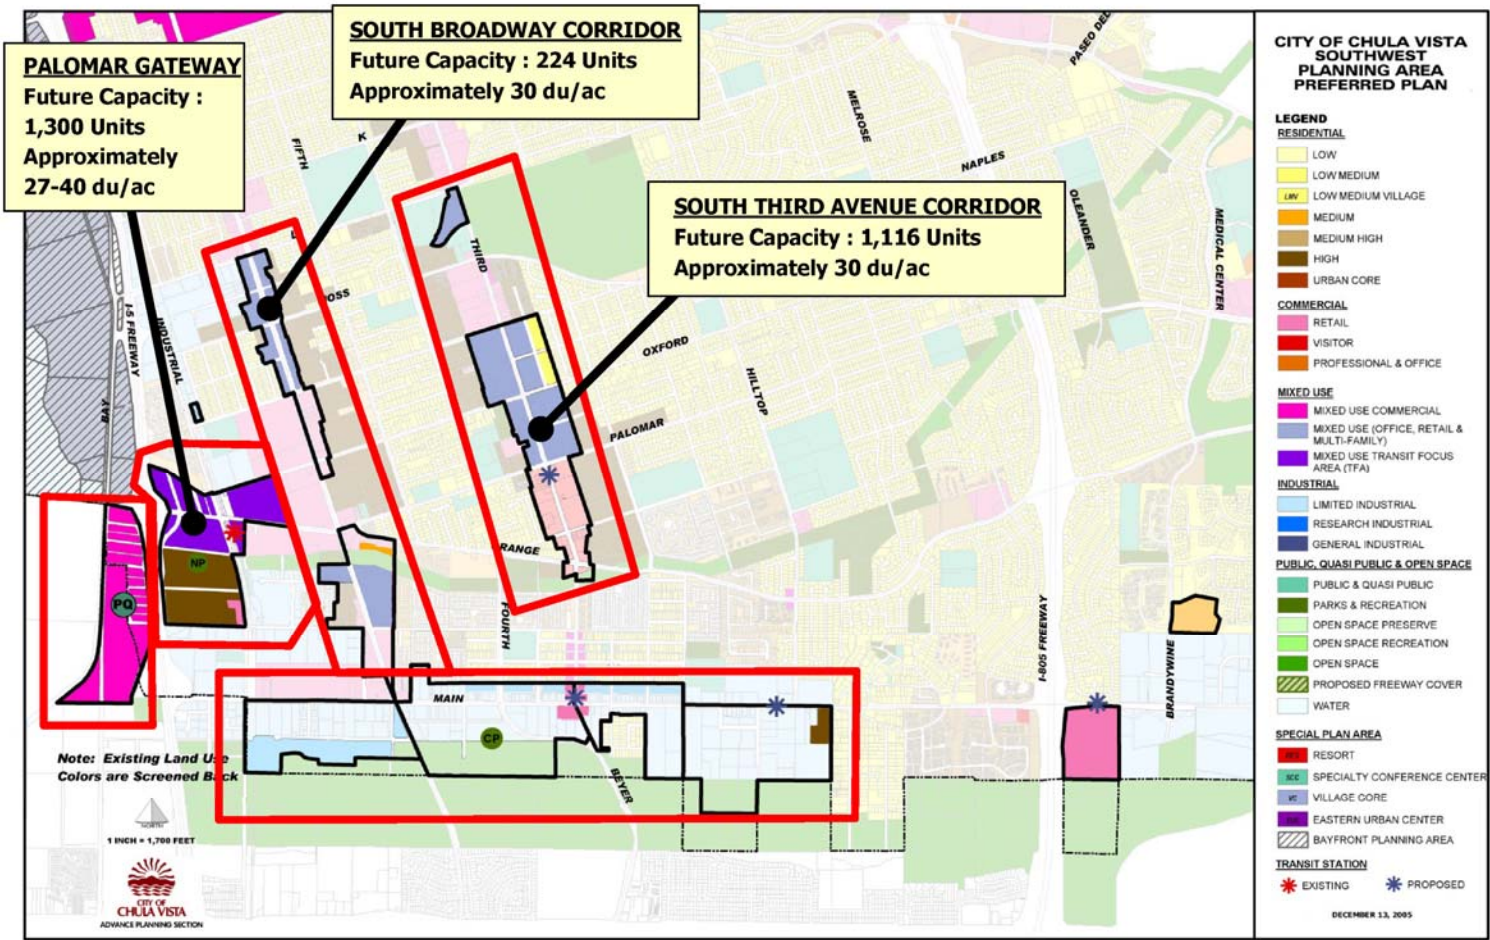 SOUTH BROADWAY CORRIDOR
Future Capacity : 224 Units
Approximately 30 du/ac
PALOMAR GATEWAY
Future Capacity :
1,300 Units
Approximately
27-40 du/ac
SOUTH THIRD AVENUE CORRIDOR
Future Capacity : 1,116 Units
Approximately 30 du/ac
PASEO DEL
MELROSE
NAPLES
FIFTH
K
L
OLEANDER
MEDICAL CENTER
THIRD
OSS
I-5 FREEWAY
INDUSTRIAL
OXFORD
HILLTOP
BAY
PALOMAR
RANGE
NP
PQ
FOURTH
I-805 FREEWAY
BRANDYWINE
MAIN
CP
BEYER
Note: Existing Land Use
Colors are Screened Back
NORTH
1 INCH = 1,700 FEET
CITY OF
CHULA VISTA
ADVANCE PLANNING SECTION
CITY OF CHULA VISTA
SOUTHWEST
PLANNING AREA
PREFERRED PLAN
LEGEND
RESIDENTIAL
LOW
LOW MEDIUM
LMV LOW MEDIUM VILLAGE
MEDIUM
MEDIUM HIGH
HIGH
URBAN CORE
COMMERCIAL
RETAIL
VISITOR
PROFESSIONAL & OFFICE
MIXED USE
MIXED USE COMMERCIAL
MIXED USE (OFFICE, RETAIL &
MULTI-FAMILY)
MIXED USE TRANSIT FOCUS
AREA (TFA)
INDUSTRIAL
LIMITED INDUSTRIAL
RESEARCH INDUSTRIAL
GENERAL INDUSTRIAL
PUBLIC, QUASI PUBLIC & OPEN SPACE
PUBLIC & QUASI PUBLIC
PARKS & RECREATION
OPEN SPACE PRESERVE
OPEN SPACE RECREATION
OPEN SPACE
PROPOSED FREEWAY COVER
WATER
SPECIAL PLAN AREA
RESORT
SCC SPECIALTY CONFERENCE CENTER
VC VILLAGE CORE
EASTERN URBAN CENTER
BAYFRONT PLANNING AREA
TRANSIT STATION
EXISTING PROPOSED
DECEMBER 13, 2005